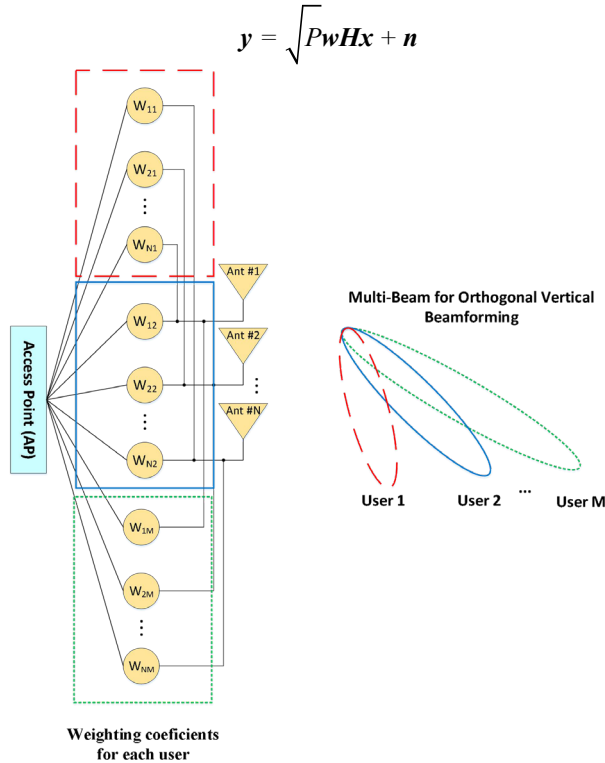 y = √PwHx + n
W11
W21
⋮
WN1
Ant #1
W12
Ant #2
W22
⋮
⋮
Ant #N
WN2
W1M
W2M
⋮
WNM
Access Point (AP)
Weighting coeficients
for each user
Multi-Beam for Orthogonal Vertical
Beamforming
User 1
User 2
...
User M